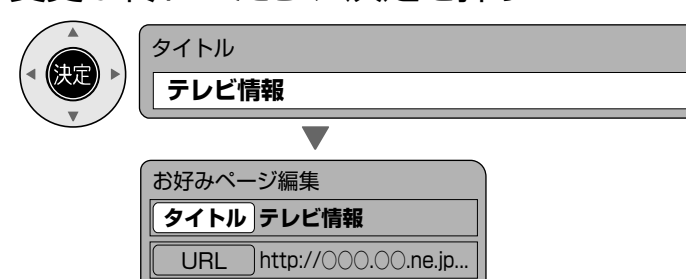 決定
タイトル
テレビ情報
お好みページ編集
タイトル テレビ情報
URL http://○○○.○○.ne.jp...